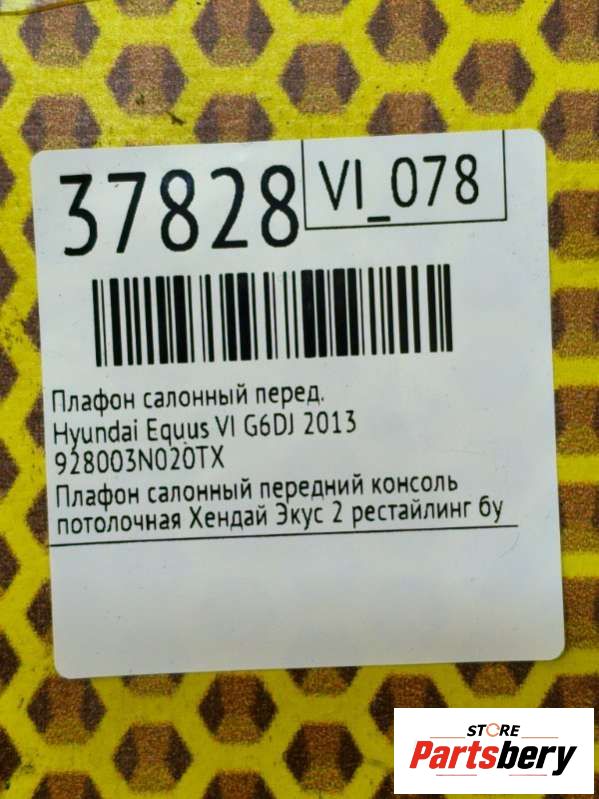 37828
VI_078
Плафон салонный перед.
Hyundai Equus VI G6DJ 2013
928003N020TX
Плафон салонный передний консоль
потолочная Хендай Экус 2 рестайлинг бу
STORE
Partsbery